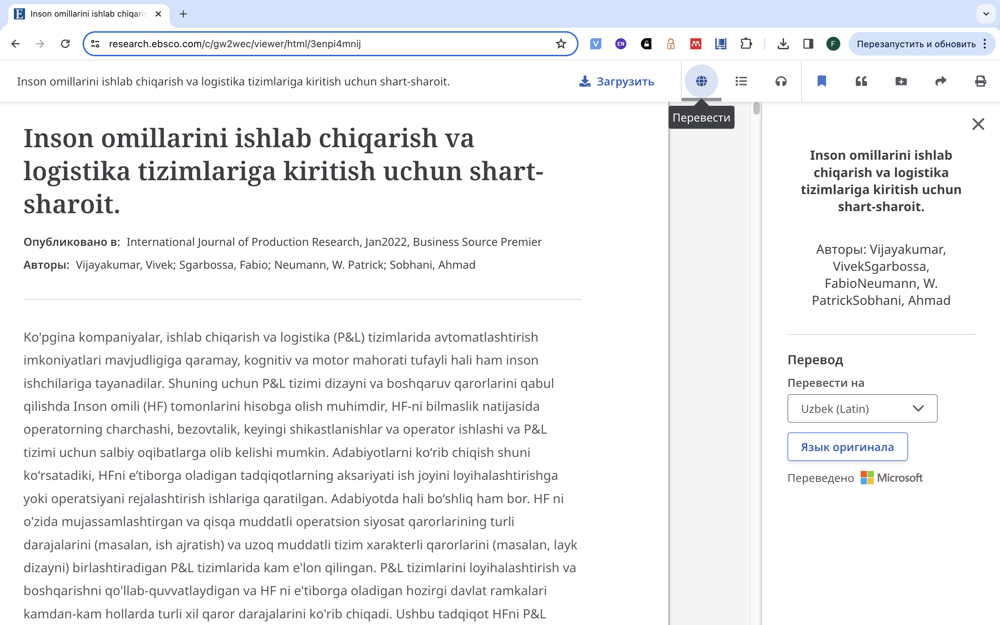 Inson omillarini ishlab chiqaris
research.ebsco.com/c/gw2wec/viewer/html/3enpi4mnij
V
EN
F
Перезапустить и обновить
Inson omillarini ishlab chiqarish va logistika tizimlariga kiritish uchun shart-sharoit.
Загрузить
Перевести
Inson omillarini ishlab chiqarish va
logistika tizimlariga kiritish uchun shart-
sharoit.
Опубликовано в: International Journal of Production Research, Jan2022, Business Source Premier
Авторы: Vijayakumar, Vivek; Sgarbossa, Fabio; Neumann, W. Patrick; Sobhani, Ahmad
Ko'pgina kompaniyalar, ishlab chiqarish va logistika (P&L) tizimlarida avtomatlashtirish
imkoniyatlari mavjudligiga qaramay, kognitiv va motor mahorati tufayli hali ham inson
ishchilariga tayanadilar. Shuning uchun P&L tizimi dizayni va boshqaruv qarorlarini qabul
qilishda Inson omili (HF) tomonlarini hisobga olish muhimdir, HF-ni bilmaslik natijasida
operatorning charchashi, bezovtalik, keyingi shikastlanishlar va operator ishlashi va P&L
tizimi uchun salbiy oqibatlarga olib kelishi mumkin. Adabiyotlarni ko‘rib chiqish shuni
ko‘rsatadiki, HFni e’tiborga oladigan tadqiqotlarning aksariyati ish joyini loyihalashtirishga
yoki operatsiyani rejalashtirish ishlariga qaratilgan. Adabiyotda hali bo‘shliq ham bor. HF ni
o'zida mujassamlashtirgan va qisqa muddatli operatsion siyosat qarorlarining turli
darajalarini (masalan, ish ajratish) va uzoq muddatli tizim xarakterli qarorlarini (masalan, layk
dizayni) birlashtiradigan P&L tizimlarida kam e'lon qilingan. P&L tizimlarini loyihalashtirish va
boshqarishni qo'llab-quvvatlaydigan va HF ni e'tiborga oladigan hozirgi davlat ramkalari
kamdan-kam hollarda turli xil qaror darajalarini ko'rib chiqadi. Ushbu tadqiqot HFni P&L
Inson omillarini ishlab
chiqarish va logistika
tizimlariga kiritish uchun
shart-sharoit.
Авторы: Vijayakumar,
VivekSgarbossa,
FabioNeumann, W.
PatrickSobhani, Ahmad
Перевод
Перевести на
Uzbek (Latin)
Язык оригинала
Переведено Microsoft